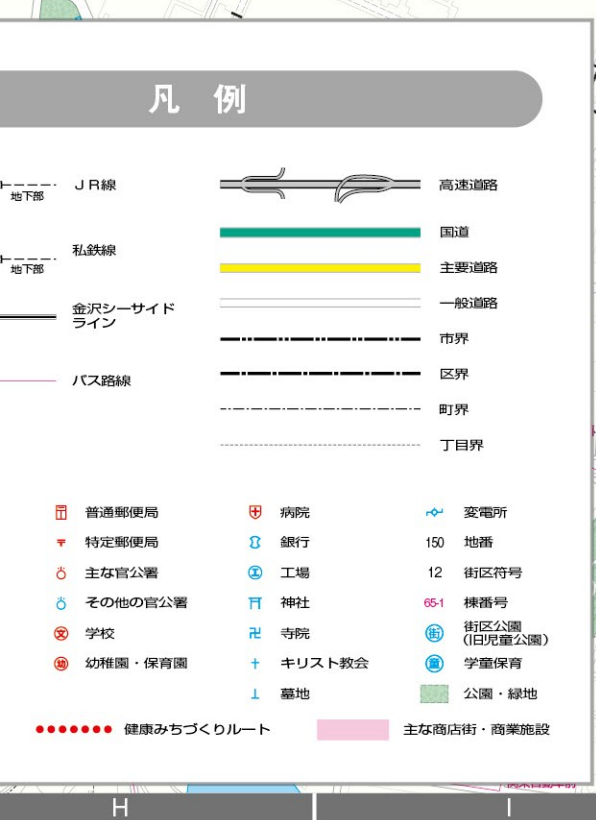 凡 例
地下部
JR線
高速道路
国道
地下部
私鉄線
主要道路
金沢シーサイド
ライン
一般道路
市界
バス路線
区界
町界
丁目界
普通郵便局
病院
変電所
特定郵便局
銀行
150
地番
主な官公署
工場
12
街区符号
その他の官公署
神社
65-1
棟番号
文
学校
寺院
街
街区公園
(旧児童公園)
幼
幼稚園・保育園
キリスト教会
童
学童保育
墓地
公園・緑地
健康みちづくりルート
主な商店街・商業施設
H
I